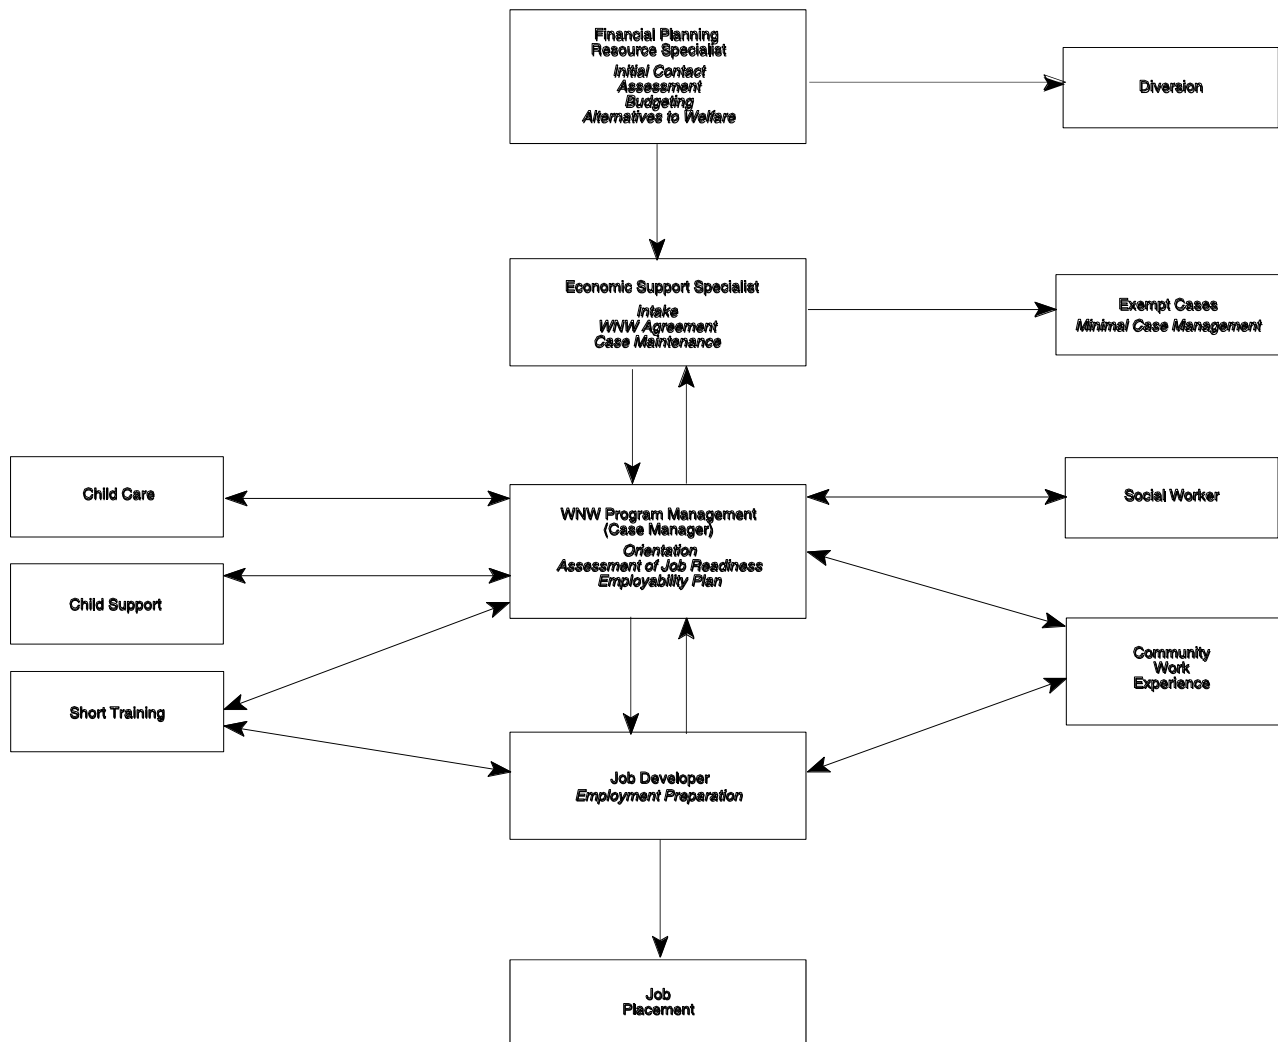 Financial Planning
Resource Specialist
Initial Contact
Assessment
Budgeting
Alternatives to Welfare
Diversion
Economic Support Specialist
Intake
WNW Agreement
Case Maintenance
Exempt Cases
Minimal Case Management
Child Care
WNW Program Management
(Case Manager)
Orientation
Assessment of Job Readiness
Employability Plan
Social Worker
Child Support
Short Training
Community
Work
Experience
Job Developer
Employment Preparation
Job
Placement